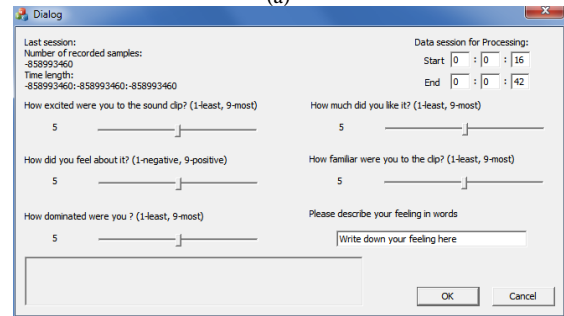 (a)
Dialog
Last session:
Number of recorded samples:
-858993460
Time length:
-858993460:-858993460:-858993460
Data session for Processing:
Start 0 : 0 : 16
End 0 : 0 : 42
How excited were you to the sound clip? (1-least, 9-most)
5
How much did you like it? (1-least, 9-most)
5
How did you feel about it? (1-negative, 9-positive)
5
How familiar were you to the clip? (1-least, 9-most)
5
How dominated were you ? (1-least, 9-most)
5
Please describe your feeling in words
Write down your feeling here
OK
Cancel